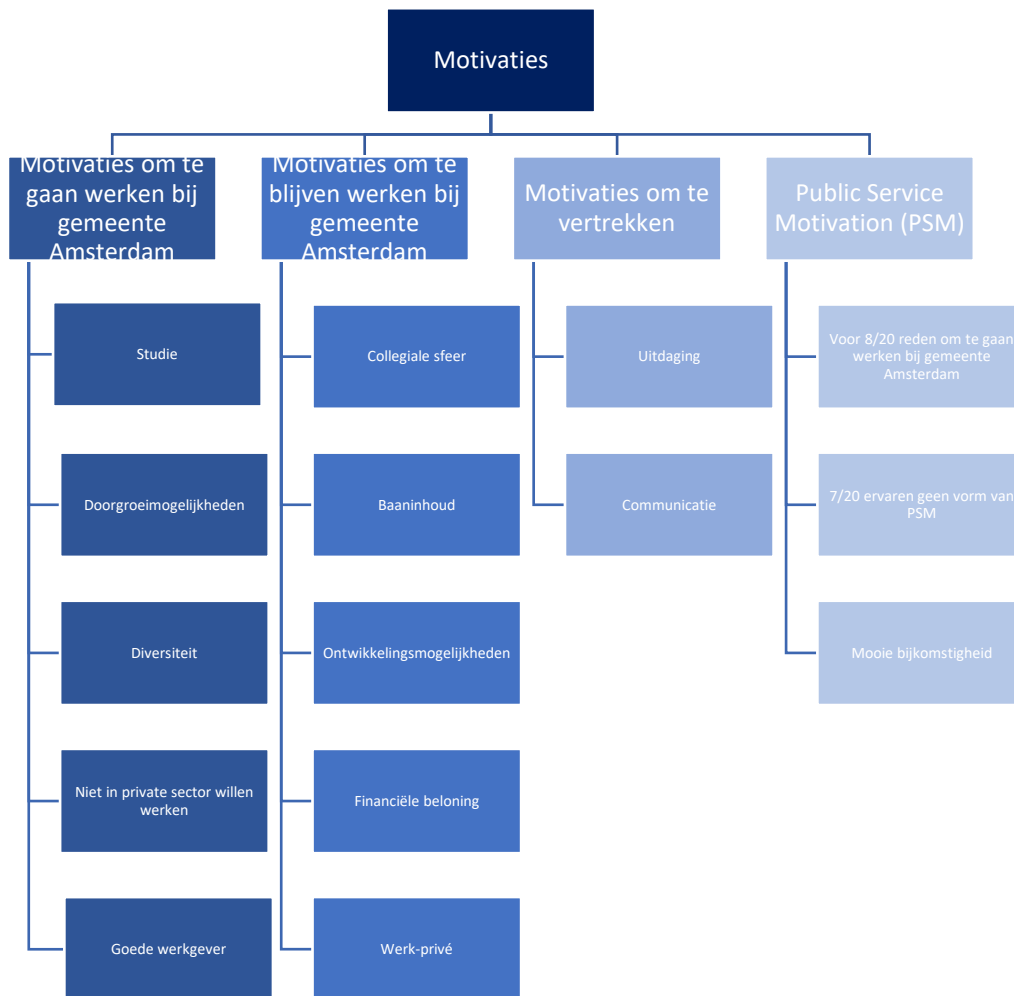 Motivaties
Motivaties om te
gaan werken bij
gemeente
Amsterdam
Motivaties om te
blijven werken bij
gemeente
Amsterdam
Motivaties om te
vertrekken
Public Service
Motivation (PSM)
Studie
Collegiale sfeer
Uitdaging
Voor 8/20 reden om te gaan
werken bij gemeente
Amsterdam
Doorgroeimogelijkheden
Baaninhoud
Communicatie
7/20 ervaren geen vorm van
PSM
Diversiteit
Ontwikkelingsmogelijkheden
Mooie bijkomstigheid
Niet in private sector willen
werken
Financiële beloning
Goede werkgever
Werk-privé